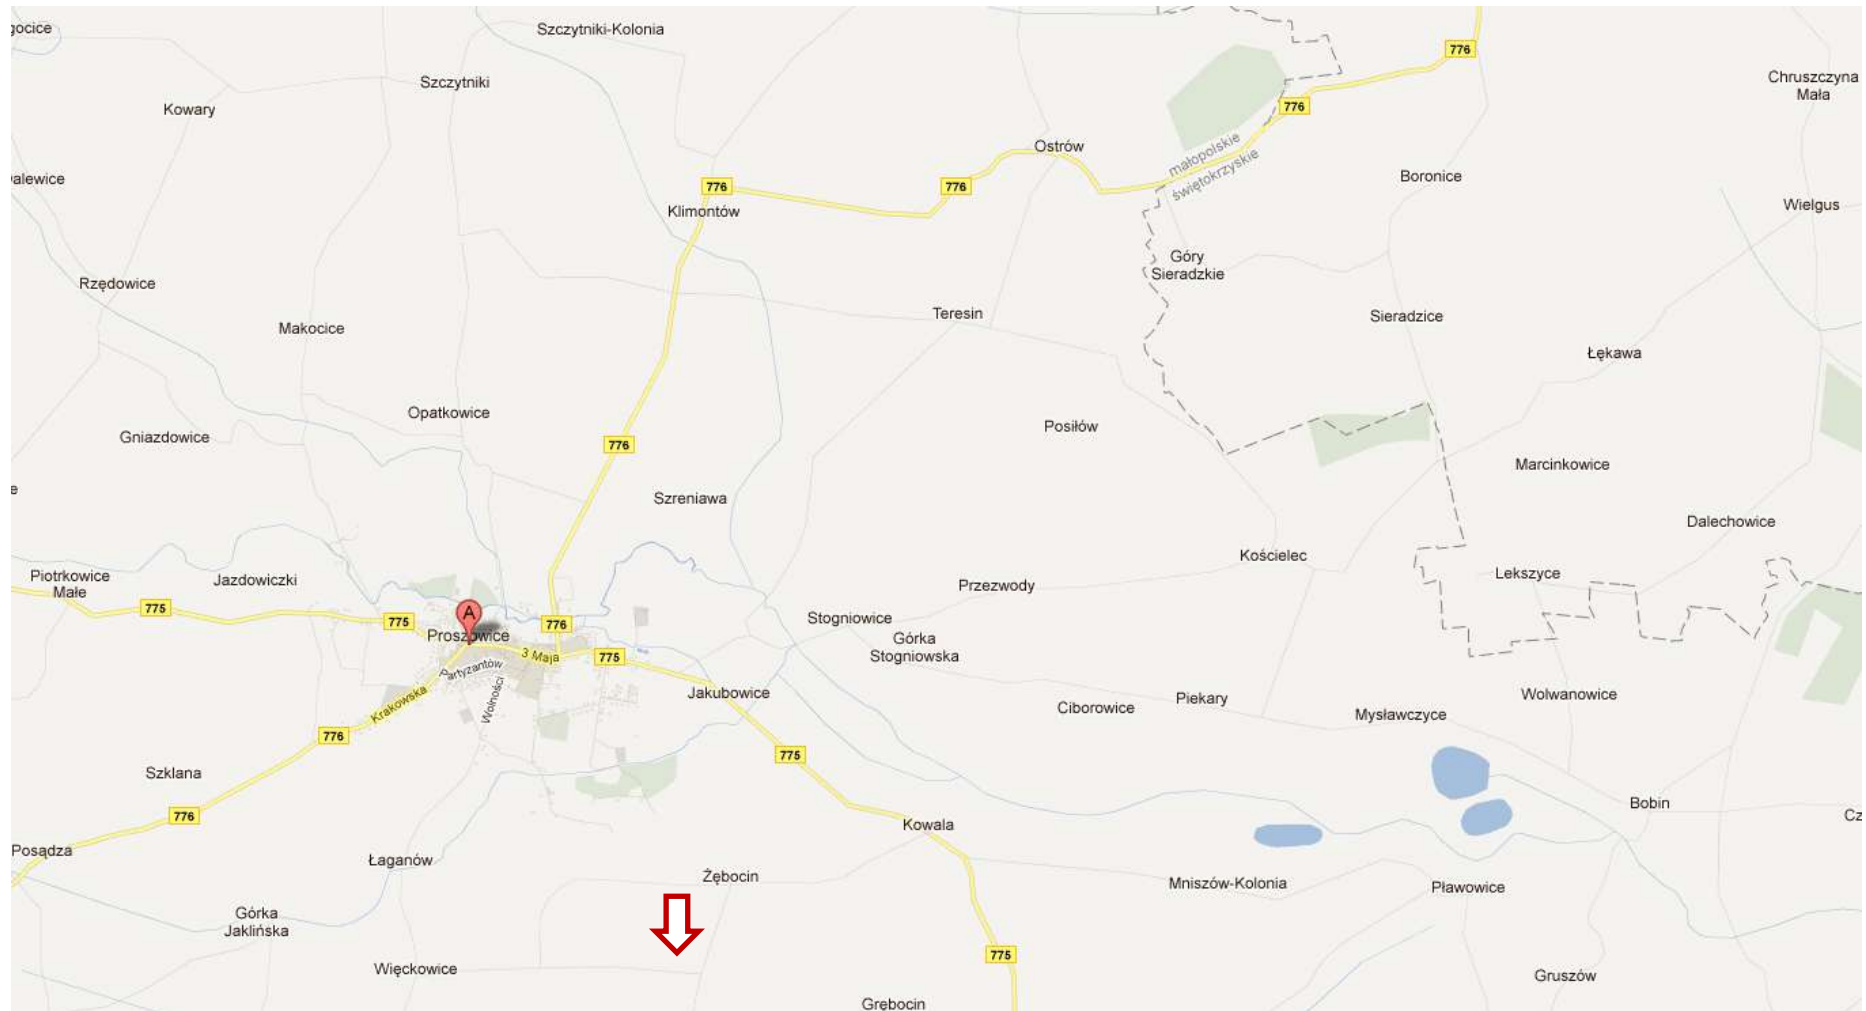 Szczytniki-Kolonia
776
Szczytniki
Chruszczyna
Mała
Kowary
776
Ostrów
małopolskie
świętokrzyskie
alewice
776
776
Boronice
Klimontów
Wielgus
Góry
Sieradzkie
Rzędowice
Teresin
Sieradzice
Makocice
Łękawa
Opatkowice
Posiłów
Gniazdowice
776
Marcinkowice
e
Szreniawa
Dalechowice
Kościelec
Piotrkowice
Małe
Jazdowiczki
Przezwody
Lekszyce
775
A
775
776
Stogniowice
Proszowice
Górka
Stogniowska
3 Maja
775
Partyzantów
Krakowska
Wolności
Jakubowice
Ciborowice
Piekary
Mysławczyce
Wolwanowice
776
775
Szklana
Bobin
776
Kowala
Cz
Posądza
Łaganów
Żębocin
Mniszów-Kolonia
Pławowice
Górka
Jaklińska
775
Więckowice
Gruszów
Grębocin